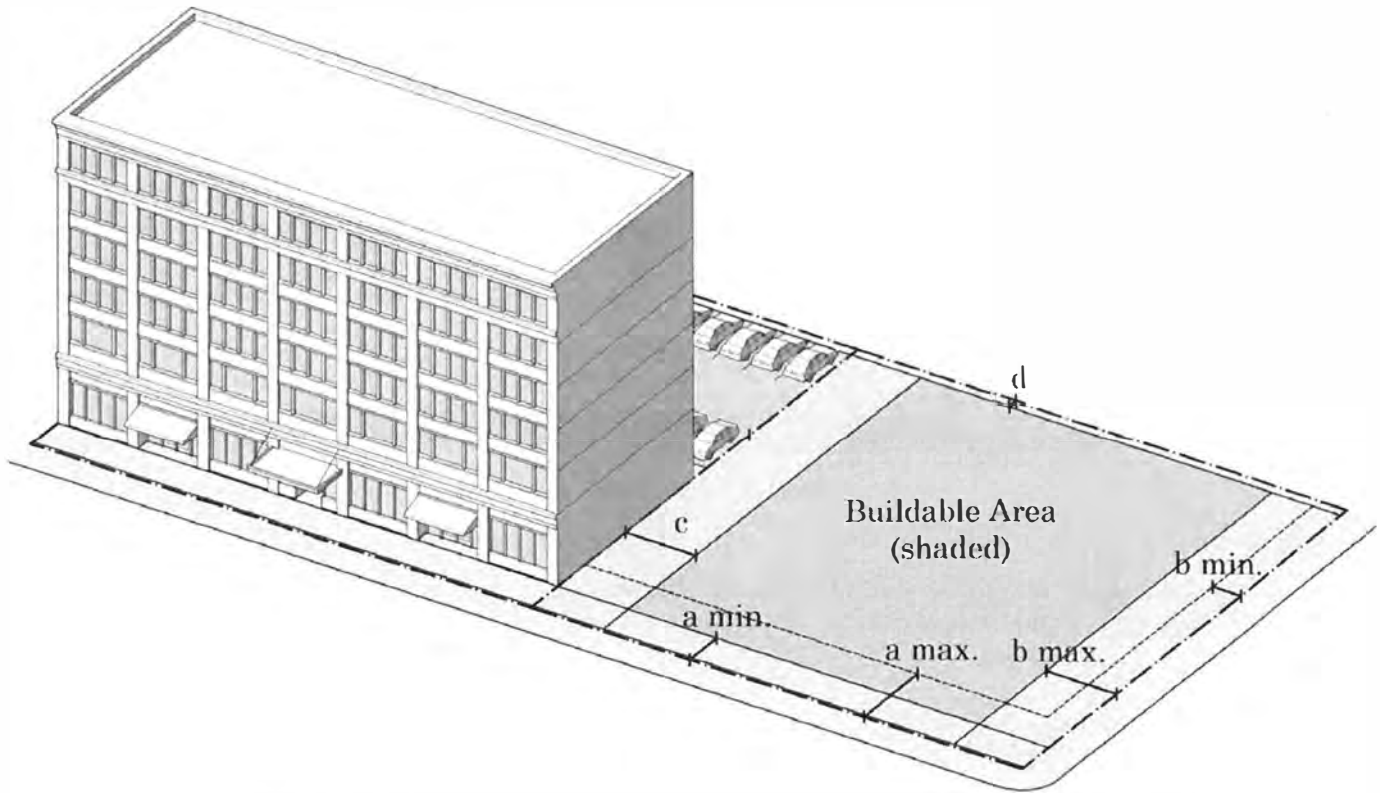 d
Buildable Area
(shaded)
c
b min.
a min.
a max.
b max.